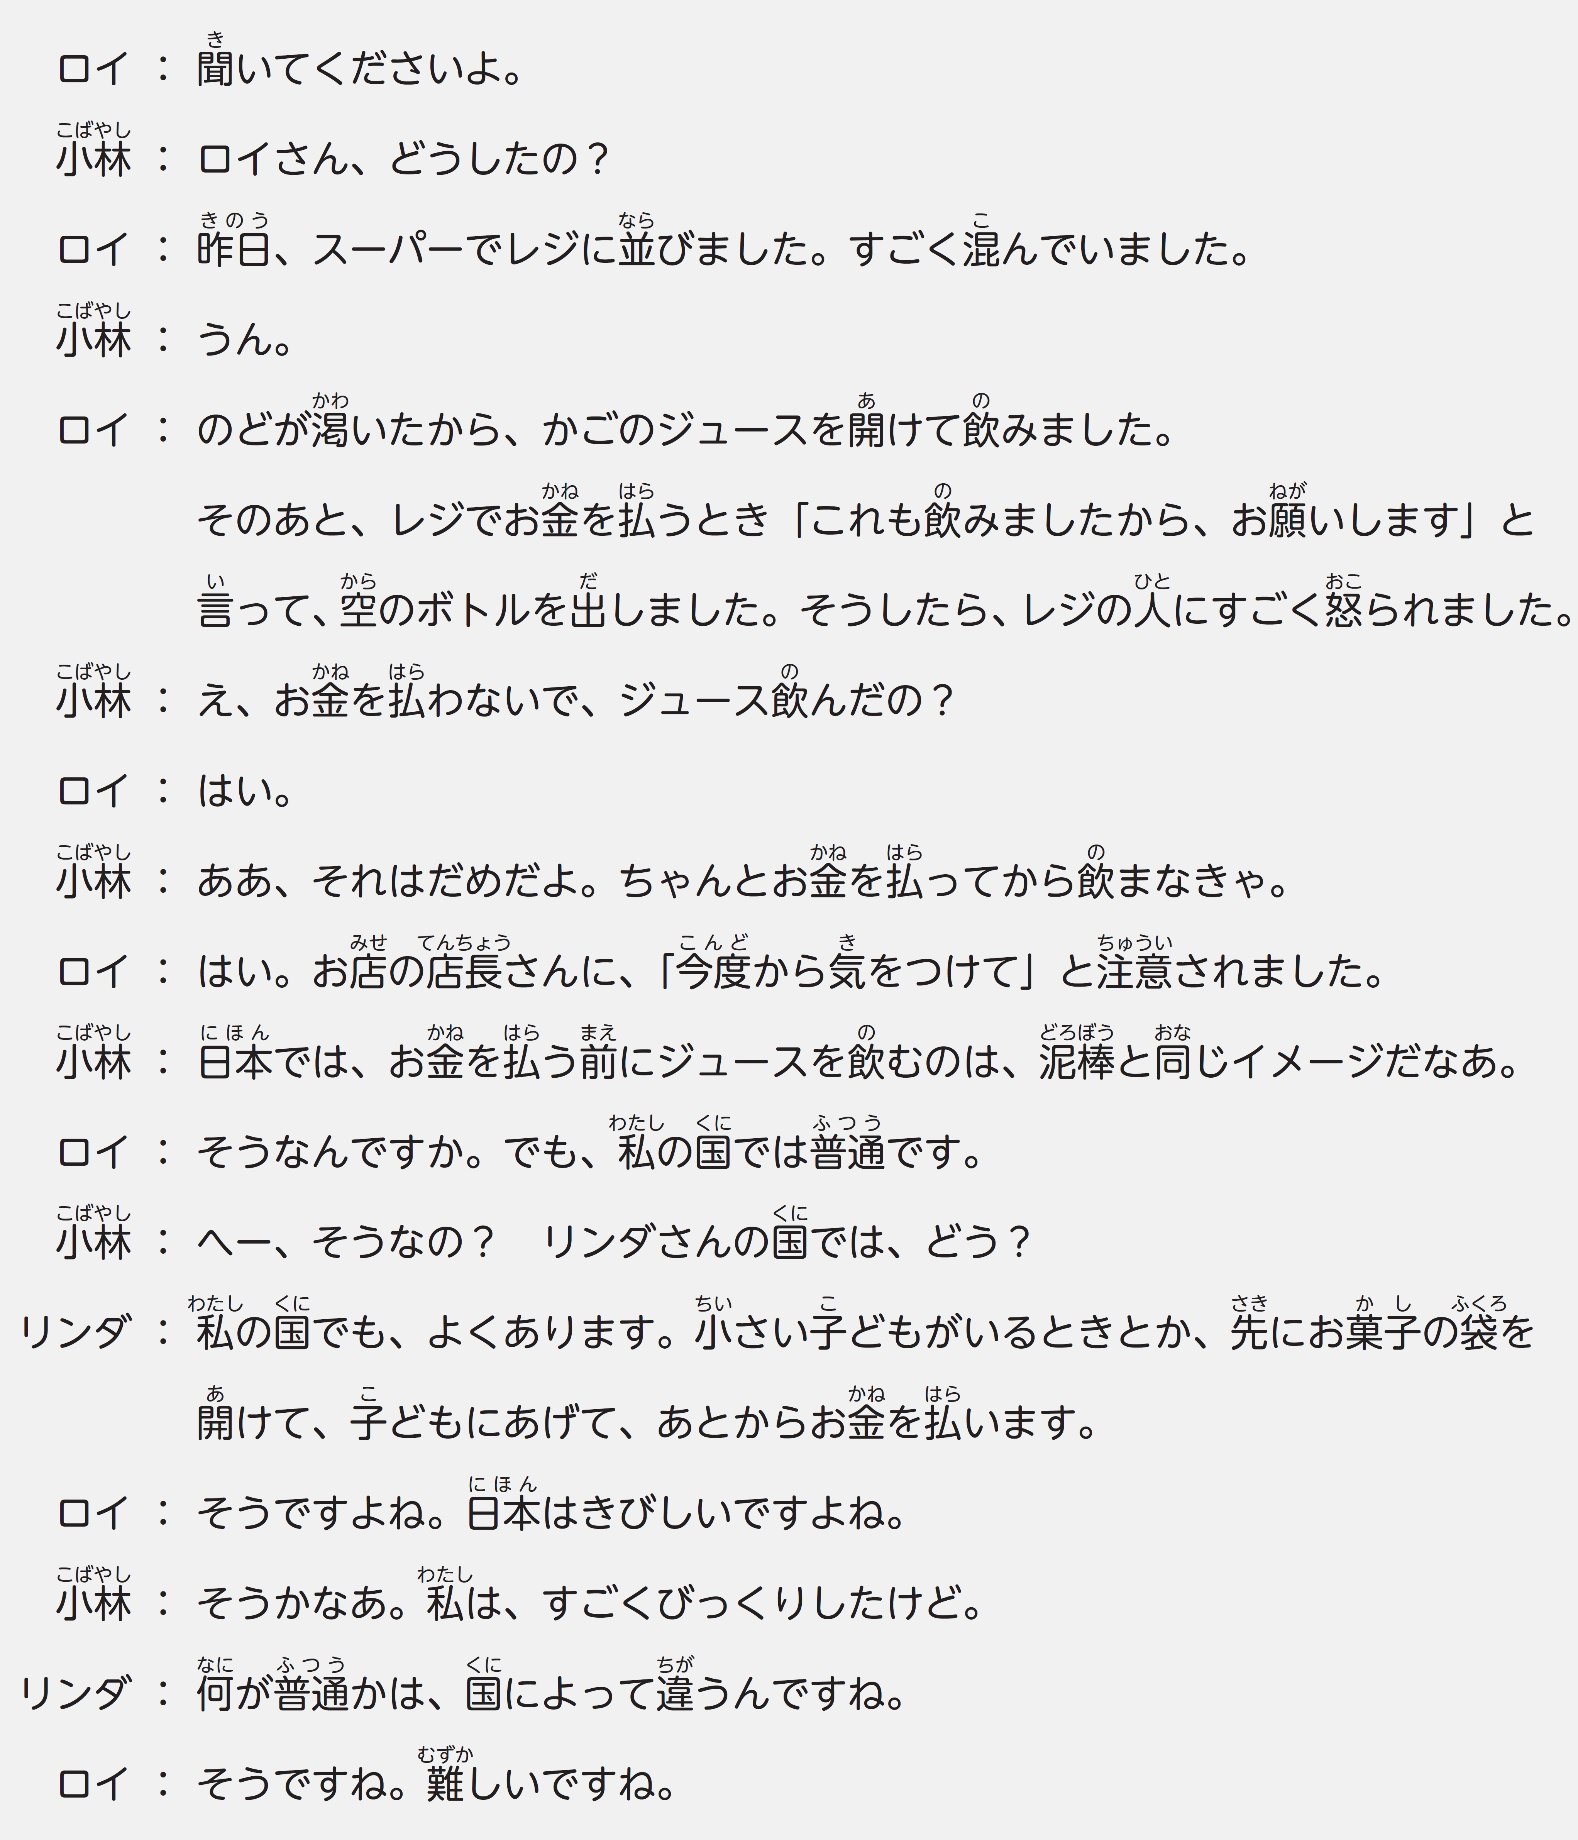 ロイ：聞いてくださいよ。
小林：ロイさん、どうしたの？
ロイ：昨日、スーパーでレジに並びました。すごく混んでいました。
小林：うん。
ロイ：のどが渇いたから、かごのジュースを開けて飲みました。
そのあと、レジでお金を払うとき「これも飲みましたから、お願いします」と
言って、空のボトルを出しました。そうしたら、レジの人にすごく怒られました。
小林：え、お金を払わないで、ジュース飲んだの？
ロイ：はい。
小林：ああ、それはだめだよ。ちゃんとお金を払ってから飲まなきゃ。
ロイ：はい。お店の店長さんに、「今度から気をつけて」と注意されました。
小林：日本では、お金を払う前にジュースを飲むのは、泥棒と同じイメージだなあ。
ロイ：そうなんですか。でも、私の国では普通です。
小林：へー、そうなの？　リンダさんの国では、どう？
リンダ：私の国でも、よくあります。小さい子どもがいるときとか、先にお菓子の袋を
開けて、子どもにあげて、あとからお金を払います。
ロイ：そうですよね。日本はきびしいですよね。
小林：そうかなあ。私は、すごくびっくりしたけど。
リンダ：何が普通かは、国によって違うんですね。
ロイ：そうですね。難しいですね。